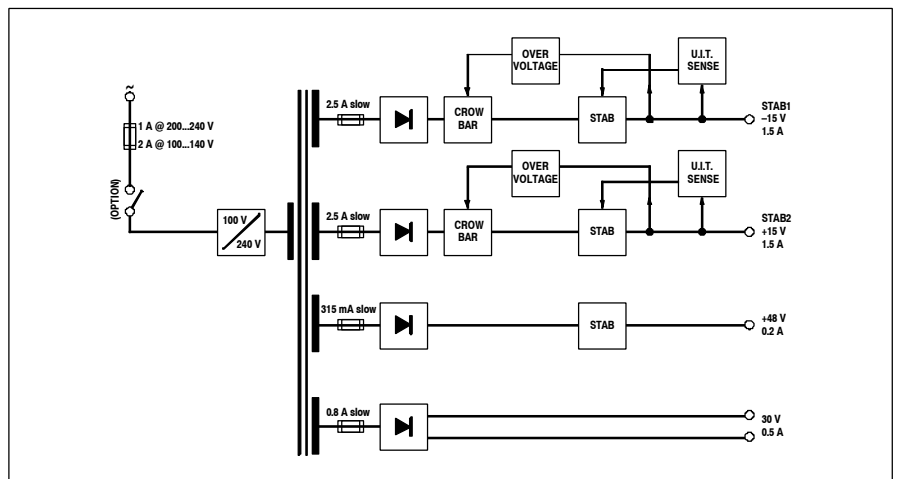 ~
1 A @ 200...240 V
2 A @ 100...140 V
(OPTION)
100 V
240 V
2.5 A slow
CROW
BAR
OVER
VOLTAGE
STAB
U.I.T.
SENSE
STAB1
–15 V
1.5 A
2.5 A slow
CROW
BAR
OVER
VOLTAGE
STAB
U.I.T.
SENSE
STAB2
+15 V
1.5 A
315 mA slow
STAB
+48 V
0.2 A
0.8 A slow
30 V
0.5 A